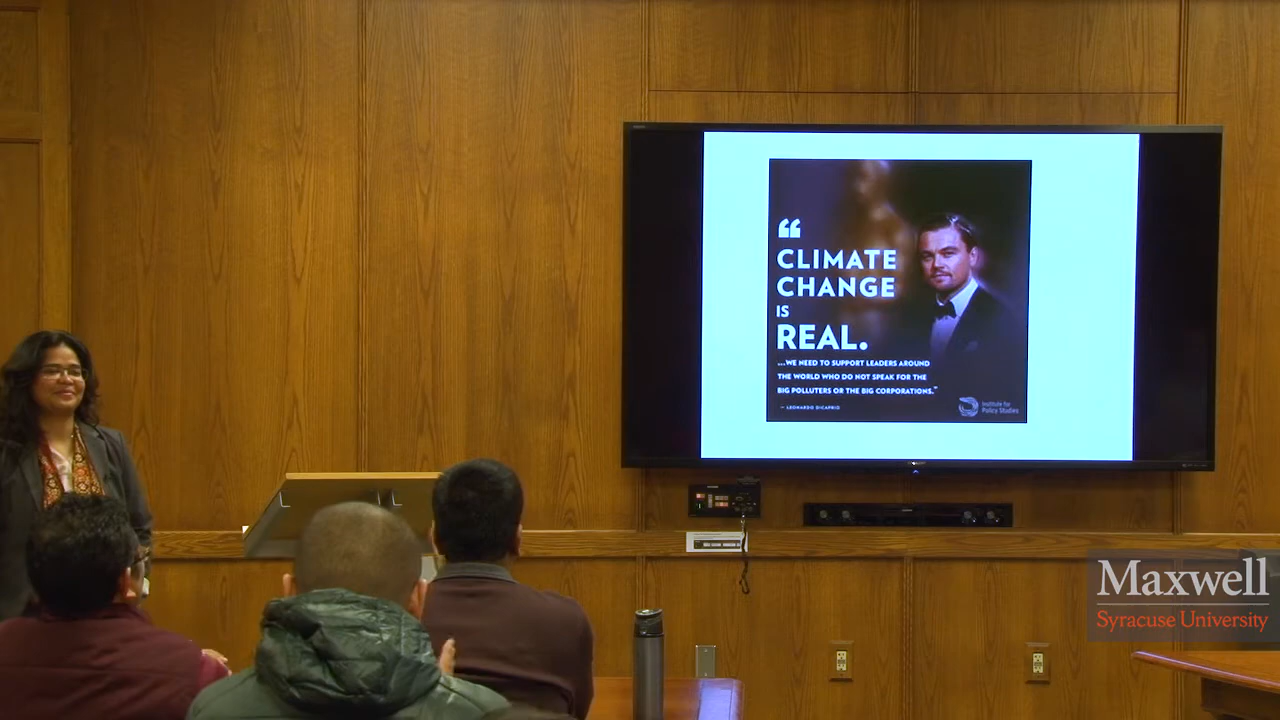 “
CLIMATE
CHANGE
IS
REAL.
...WE NEED TO SUPPORT LEADERS AROUND
THE WORLD WHO DO NOT SPEAK FOR THE
BIG POLLUTERS OR THE BIG CORPORATIONS.”
— LEONARDO DICAPRIO
Institute for
Policy Studies
Maxwell
Syracuse University